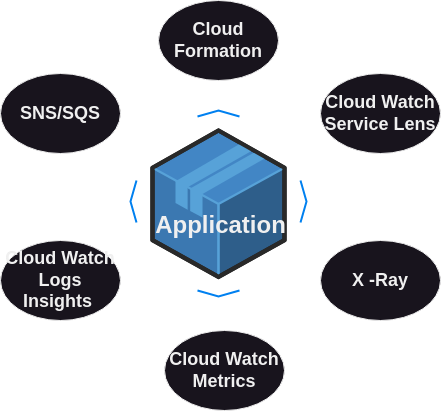 Cloud
Formation
SNS/SQS
Cloud Watch
Service Lens
Application
Cloud Watch
Logs
Insights
X -Ray
Cloud Watch
Metrics